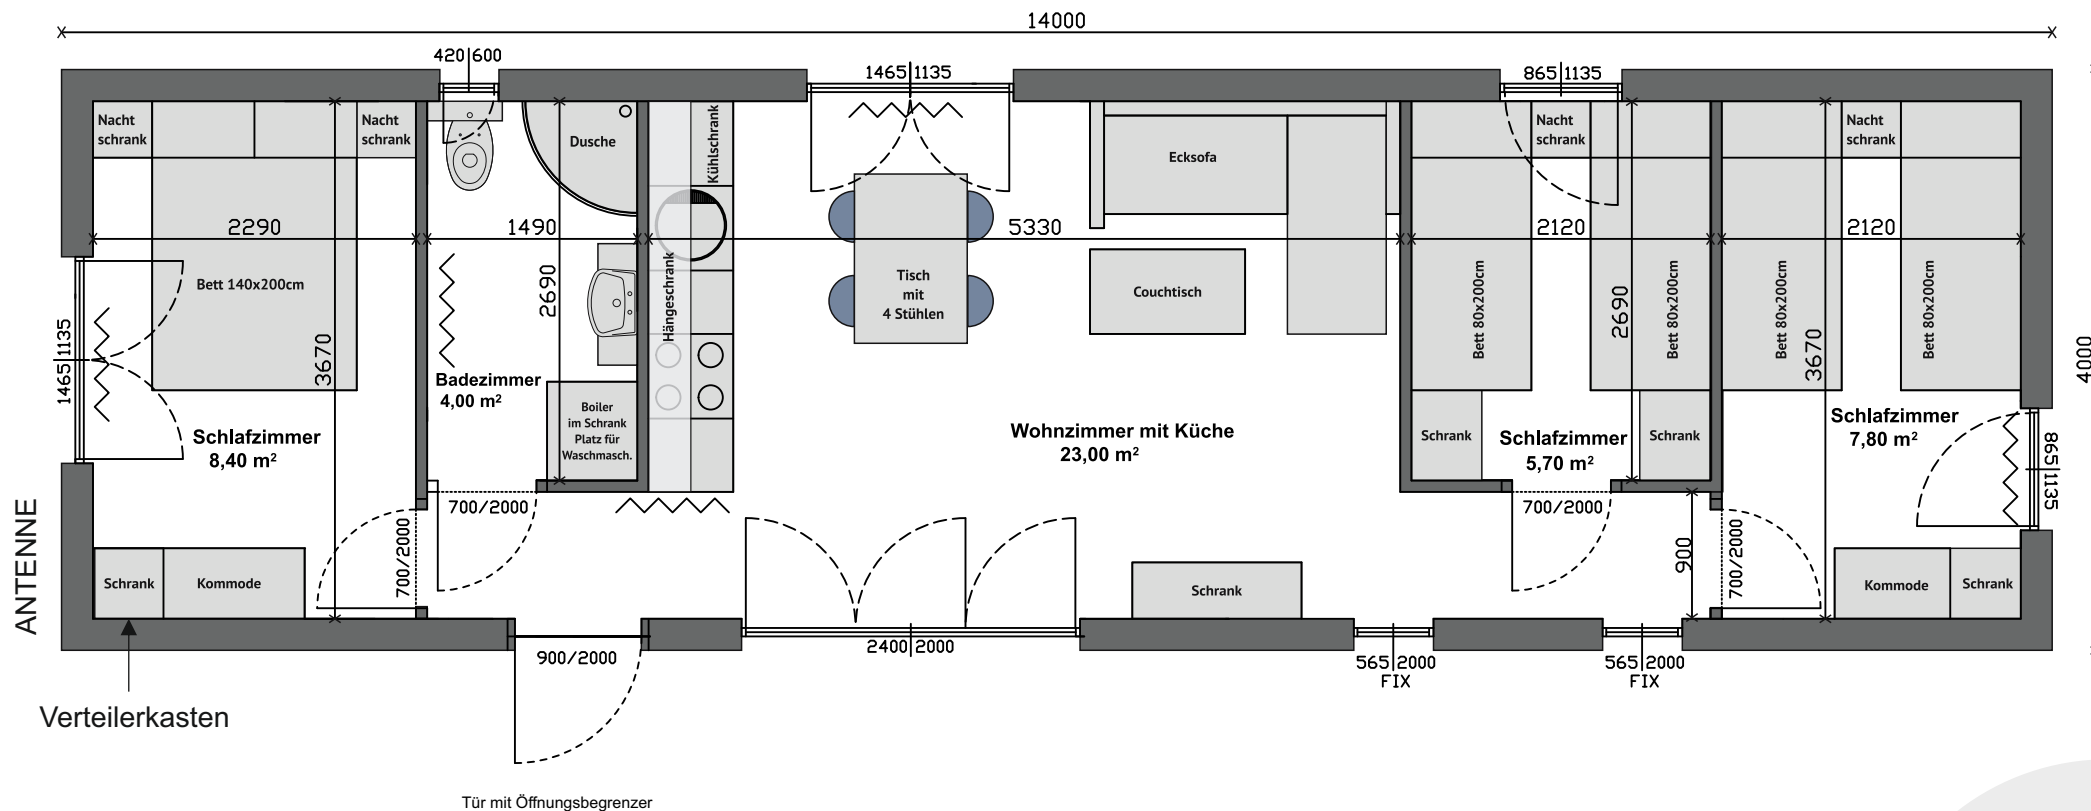 14000
420|600
1465|1135
865|1135
Nacht
schrank
Nacht
schrank
Dusche
Kühlschrank
Ecksofa
Nacht
schrank
Nacht
schrank
2290
1490
5330
2120
2120
Bett 140x200cm
2690
Hängeschrank
Tisch
mit
4 Stühlen
Couchtisch
Bett 80x200cm
2690
Bett 80x200cm
Bett 80x200cm
3670
Bett 80x200cm
1465|1135
3670
4000
Badezimmer
4,00 m²
Boiler
im Schrank
Platz für
Waschmasch.
Schlafzimmer
8,40 m²
Wohnzimmer mit Küche
23,00 m²
Schrank
Schlafzimmer
5,70 m²
Schrank
Schlafzimmer
7,80 m²
865|1135
700/2000
700/2000
700/2000
900
700/2000
ANTENNE
Schrank
Kommode
Schrank
Kommode
Schrank
900/2000
2400|2000
565|2000
FIX
565|2000
FIX
Verteilerkasten
Tür mit Öffnungsbegrenzer